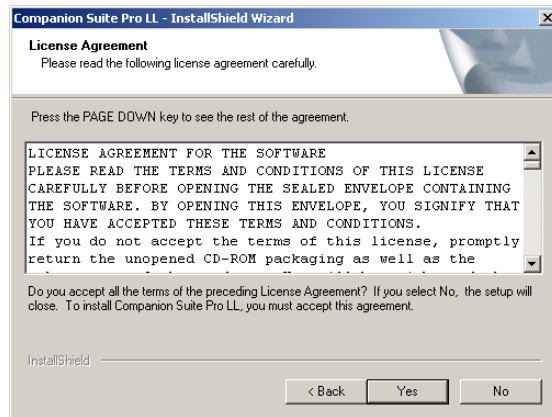 Companion Suite Pro LL - InstallShield Wizard
License Agreement
Please read the following license agreement carefully.
Press the PAGE DOWN key to see the rest of the agreement.
LICENSE AGREEMENT FOR THE SOFTWARE
PLEASE READ THE TERMS AND CONDITIONS OF THIS LICENSE
CAREFULLY BEFORE OPENING THE SEALED ENVELOPE CONTAINING
THE SOFTWARE. BY OPENING THIS ENVELOPE, YOU SIGNIFY THAT
YOU HAVE ACCEPTED THESE TERMS AND CONDITIONS.
If you do not accept the terms of this license, promptly
return the unopened CD-ROM packaging as well as the
Do you accept all the terms of the preceding License Agreement? If you select No, the setup will
close. To install Companion Suite Pro LL, you must accept this agreement.
InstallShield
< Back Yes No